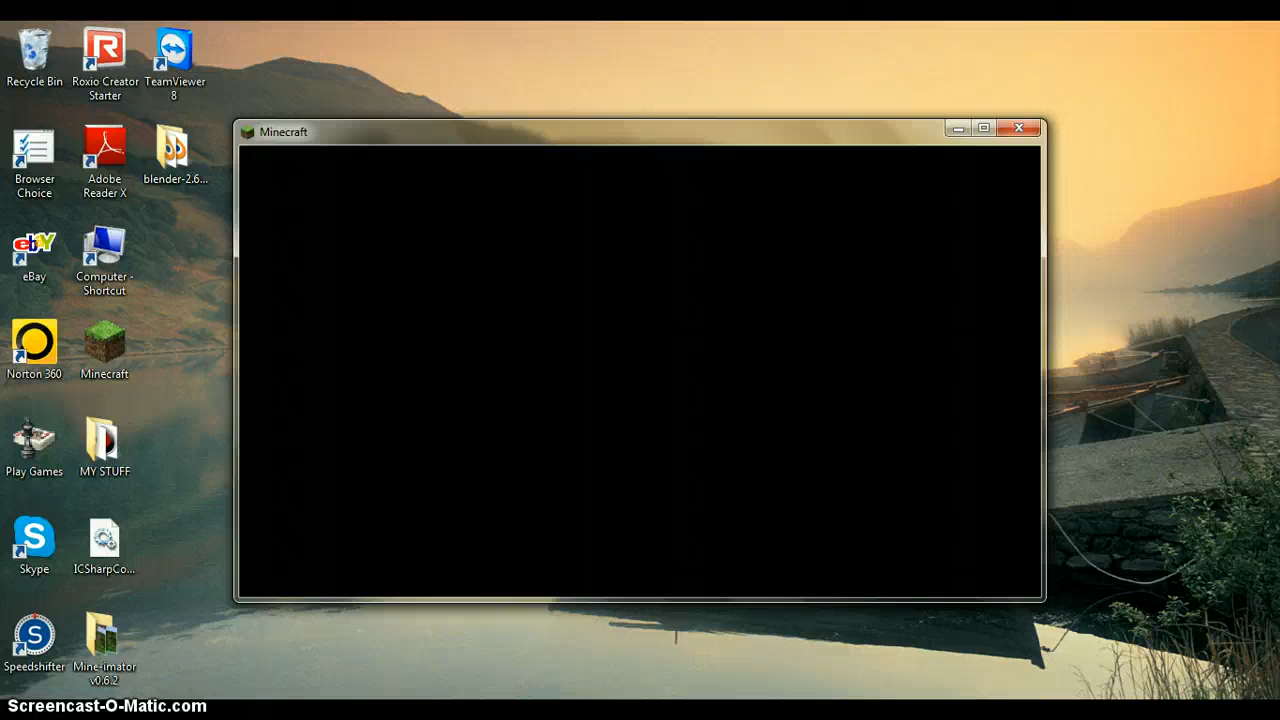 Recycle Bin
Roxio Creator
Starter
TeamViewer
8
Minecraft
Browser
Choice
Adobe
Reader X
blender-2.6...
ebY
eBay
Computer -
Shortcut
Norton 360
Minecraft
Play Games
MY STUFF
S
Skype
ICSharpCo...
S
Speedshifter
Mine-imator
v0.6.2
Screencast-O-Matic.com